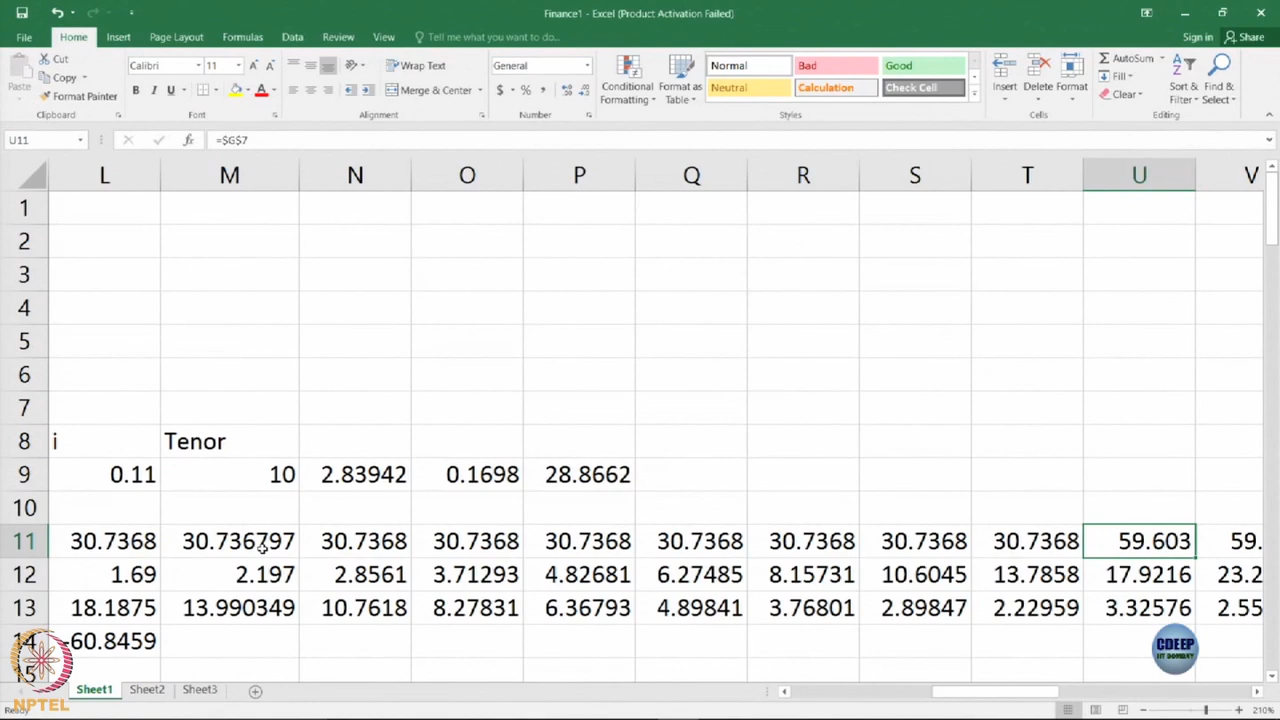 Finance1 - Excel (Product Activation Failed)
File Home Insert Page Layout Formulas Data Review View Tell me what you want to do... Sign in Share
Paste Cut Copy Format Painter Clipboard
Calibri 11 B I U Font
Wrap Text Merge & Center Alignment
General $ % , Number
Conditional Formatting Format as Table Normal Bad Good Neutral Calculation Check Cell Styles
Insert Delete Format Cells
AutoSum Fill Clear Sort & Filter Find & Select Editing
U11 fx =$G$7
L M N O P Q R S T U V
1
2
3
4
5
6
7
8 i Tenor
9 0.11 10 2.83942 0.1698 28.8662
10
11 30.7368 30.736797 30.7368 30.7368 30.7368 30.7368 30.7368 30.7368 30.7368 59.603 59.
12 1.69 2.197 2.8561 3.71293 4.82681 6.27485 8.15731 10.6045 13.7858 17.9216 23.2
13 18.1875 13.990349 10.7618 8.27831 6.36793 4.89841 3.76801 2.89847 2.22959 3.32576 2.55
14 -60.8459
CDEEP
IIT BOMBAY
Sheet1 Sheet2 Sheet3
NPTEL
Ready 210%